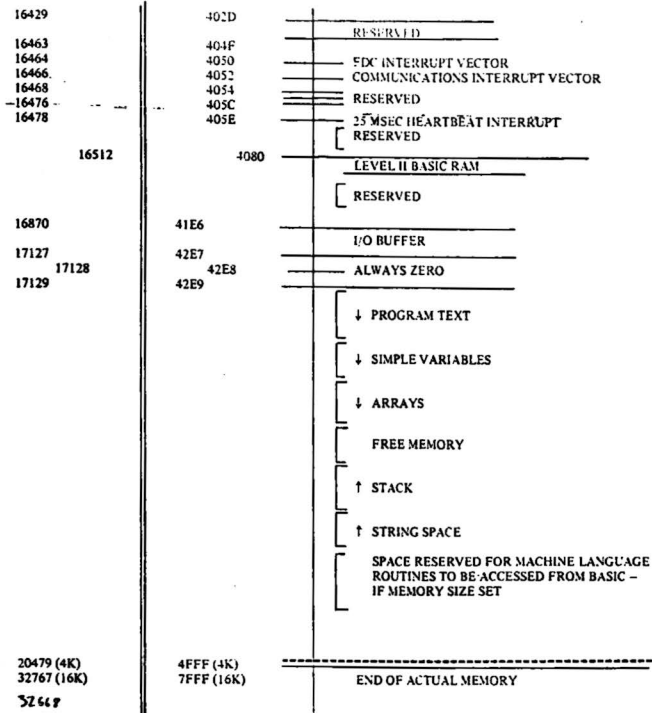 16429 402D
RESERVED
16463 404F
16464 4050 FDC INTERRUPT VECTOR
16466. 4052 COMMUNICATIONS INTERRUPT VECTOR
16468 4054
RESERVED
16476 405C
16478 405E 25 MSEC HEARTBEAT INTERRUPT
RESERVED
16512 4080
LEVEL II BASIC RAM
RESERVED
16870 41E6
I/O BUFFER
17127 42E7
17128 42E8 ALWAYS ZERO
17129 42E9
↓ PROGRAM TEXT
↓ SIMPLE VARIABLES
↓ ARRAYS
FREE MEMORY
↑ STACK
↑ STRING SPACE
SPACE RESERVED FOR MACHINE LANGUAGE
ROUTINES TO BE ACCESSED FROM BASIC –
IF MEMORY SIZE SET
20479 (4K) 4FFF (4K)
32767 (16K) 7FFF (16K) END OF ACTUAL MEMORY